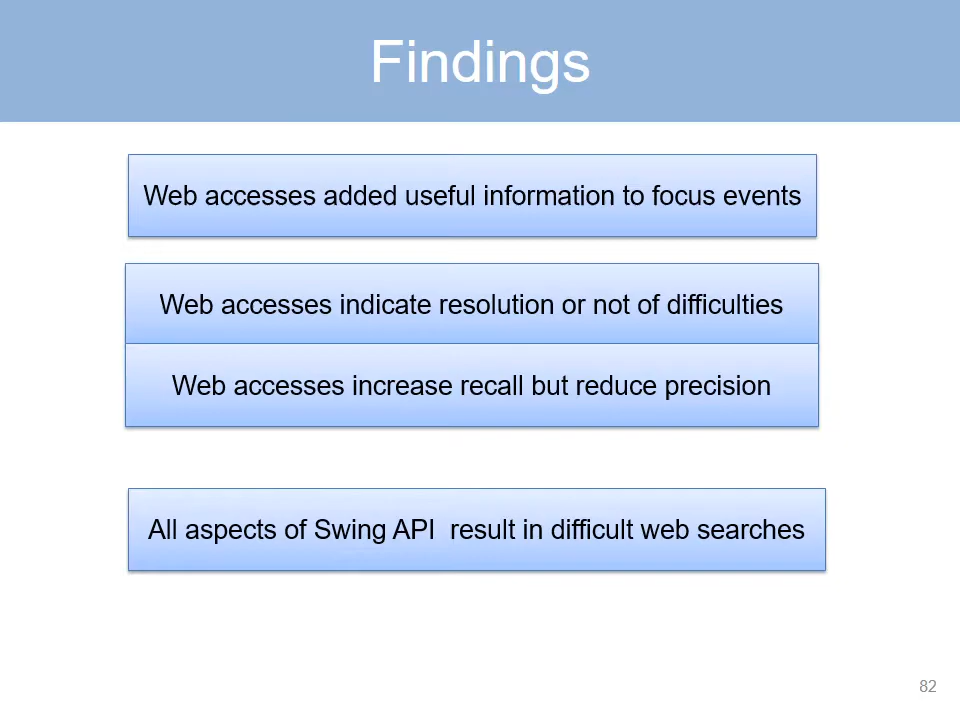 Findings
Web accesses added useful information to focus events
Web accesses indicate resolution or not of difficulties
Web accesses increase recall but reduce precision
All aspects of Swing API  result in difficult web searches
82